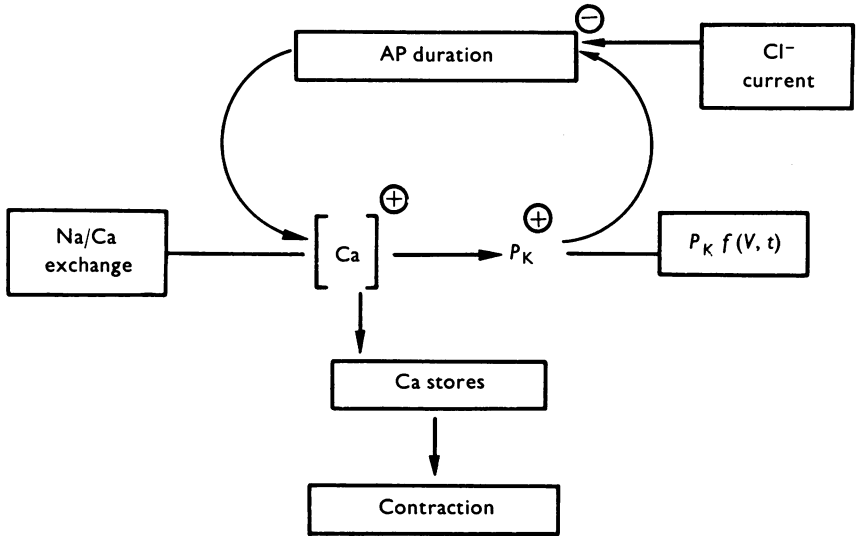 AP duration
⊖
Cl⁻
current
Na/Ca
exchange
[Ca]
⊕
P_K
⊕
P_K f(V, t)
Ca stores
Contraction